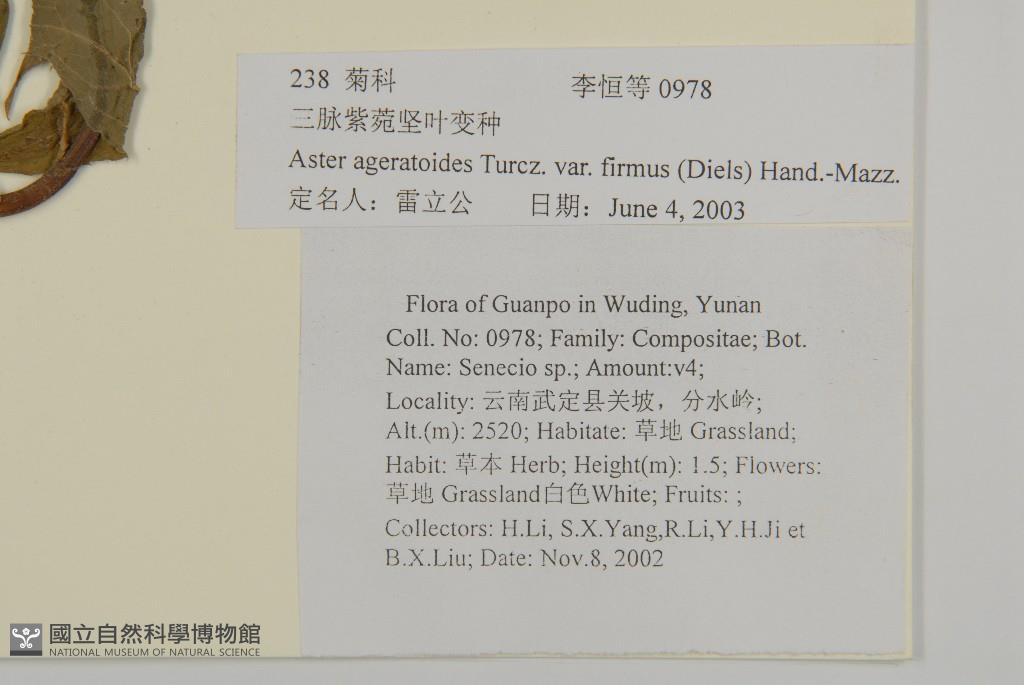 238 菊科 李恒等 0978
三脉紫菀坚叶变种
Aster ageratoides Turcz. var. firmus (Diels) Hand.-Mazz.
定名人：雷立公 日期：June 4, 2003
Flora of Guanpo in Wuding, Yunan
Coll. No: 0978; Family: Compositae; Bot.
Name: Senecio sp.; Amount:v4;
Locality: 云南武定县关坡，分水岭;
Alt.(m): 2520; Habitate: 草地 Grassland;
Habit: 草本 Herb; Height(m): 1.5; Flowers:
草地 Grassland白色White; Fruits: ;
Collectors: H.Li, S.X.Yang,R.Li,Y.H.Ji et
B.X.Liu; Date: Nov.8, 2002
國立自然科學博物館
NATIONAL MUSEUM OF NATURAL SCIENCE